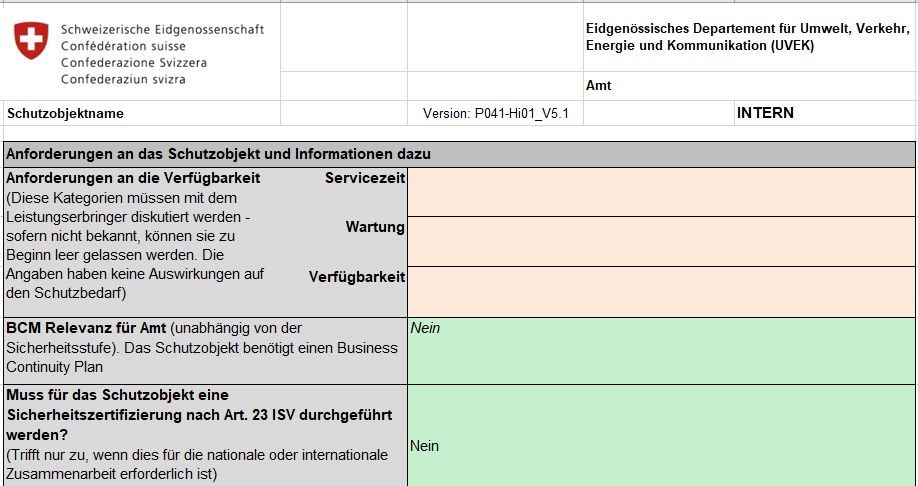 Schweizerische Eidgenossenschaft
Confédération suisse
Confederazione Svizzera
Confederaziun svizra
Eidgenössisches Departement für Umwelt, Verkehr,
Energie und Kommunikation (UVEK)
Amt
Schutzobjektname
Version: P041-Hi01_V5.1
INTERN
Anforderungen an das Schutzobjekt und Informationen dazu
Anforderungen an die Verfügbarkeit
(Diese Kategorien müssen mit dem
Leistungserbringer diskutiert werden -
sofern nicht bekannt, können sie zu
Beginn leer gelassen werden. Die
Angaben haben keine Auswirkungen auf
den Schutzbedarf)
Servicezeit
Wartung
Verfügbarkeit
BCM Relevanz für Amt (unabhängig von der
Sicherheitsstufe). Das Schutzobjekt benötigt einen Business
Continuity Plan
Nein
Muss für das Schutzobjekt eine
Sicherheitszertifizierung nach Art. 23 ISV durchgeführt
werden?
(Trifft nur zu, wenn dies für die nationale oder internationale
Zusammenarbeit erforderlich ist)
Nein